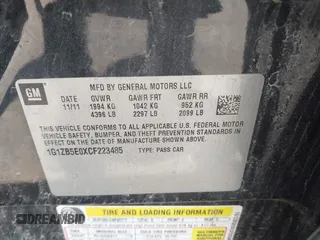 GM
MFD BY GENERAL MOTORS LLC
11/11 GVWR GAWR FRT GAWR RR
1994 KG 1042 KG 952 KG
4396 LB 2297 LB 2099 LB
THIS VEHICLE CONFORMS TO ALL APPLICABLE U.S. FEDERAL MOTOR
VEHICLE SAFETY, BUMPER, AND THEFT PREVENTION STANDARDS
IN EFFECT ON THE DATE OF MANUFACTURE SHOWN ABOVE.
1G1ZB5E0XCF223485 TYPE: PASS CAR
TIRE AND LOADING INFORMATION
DREAMBID